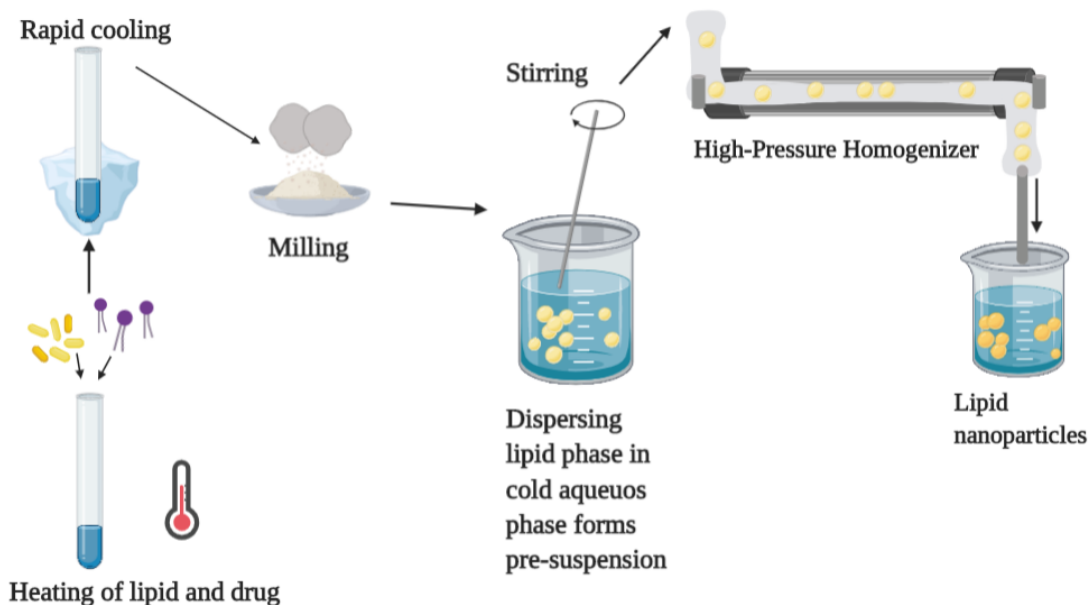 Rapid cooling
Stirring
High-Pressure Homogenizer
Milling
Dispersing
lipid phase in
cold aqueuos
phase forms
pre-suspension
Lipid
nanoparticles
Heating of lipid and drug